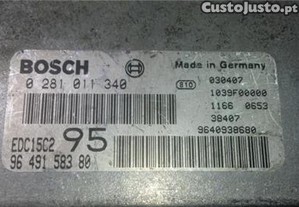 CustoJusto.pt
BOSCH
Made in Germany
0 281 011 340
B10
030407
1039F00000
1166 0653
38407
9640938680
EDC15C2 95
96 491 583 80